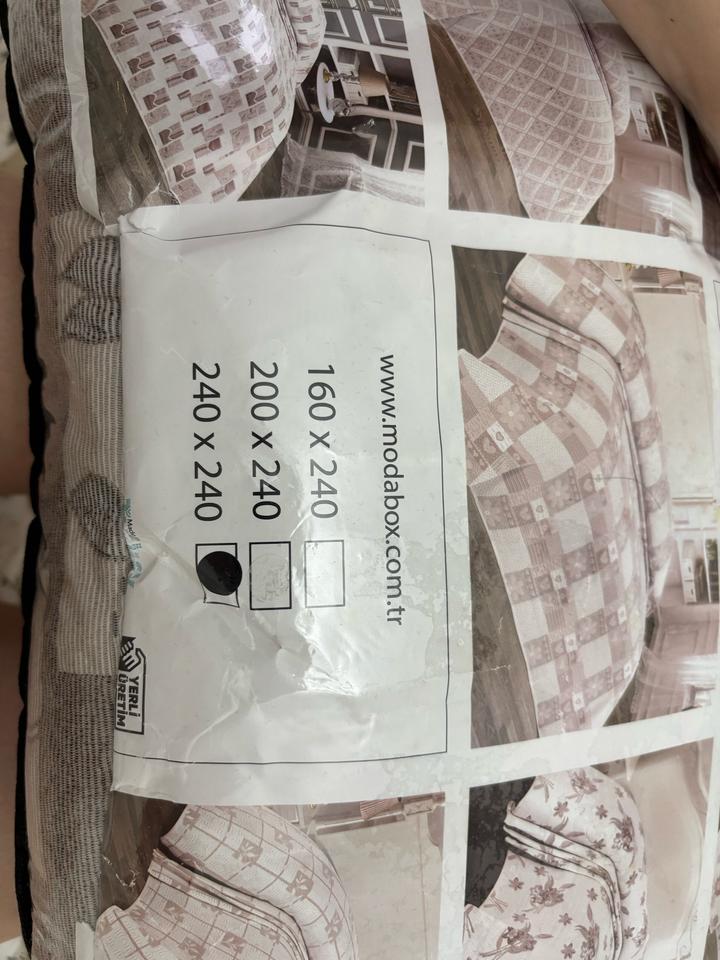 www.modabox.com.tr
160 x 240
200 x 240
240 x 240
YERLİ
ÜRETİM